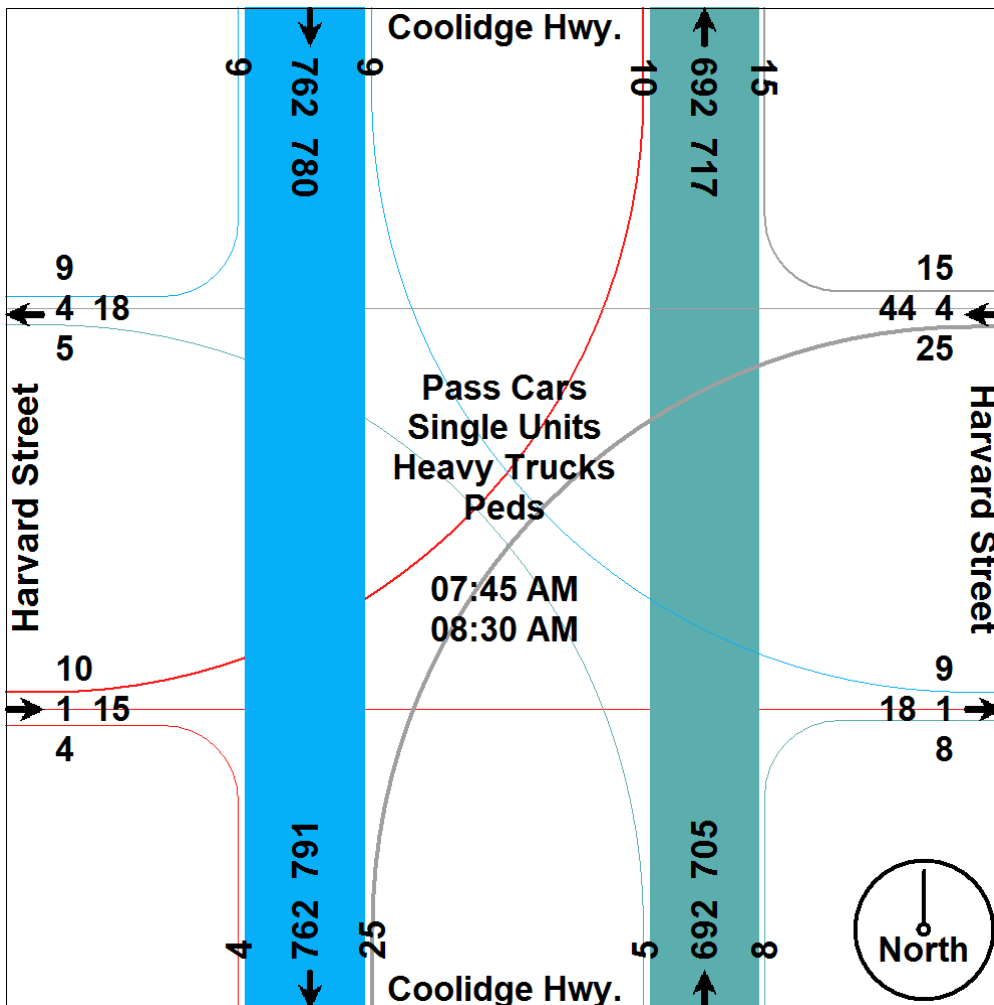 Coolidge Hwy.
9
762 780
9
10
692 717
15
9
4 18
5
15
44 4
25
Harvard Street
Pass Cars
Single Units
Heavy Trucks
Peds
07:45 AM
08:30 AM
Harvard Street
10
1 15
4
9
18 1
8
4
762 791
25
5
692 705
8
North
Coolidge Hwy.